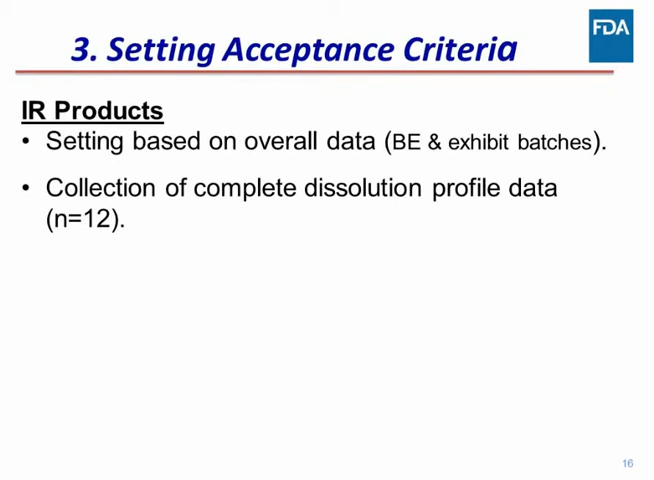 FDA
3. Setting Acceptance Criteria
IR Products
• Setting based on overall data (BE & exhibit batches).
• Collection of complete dissolution profile data
(n=12).
16